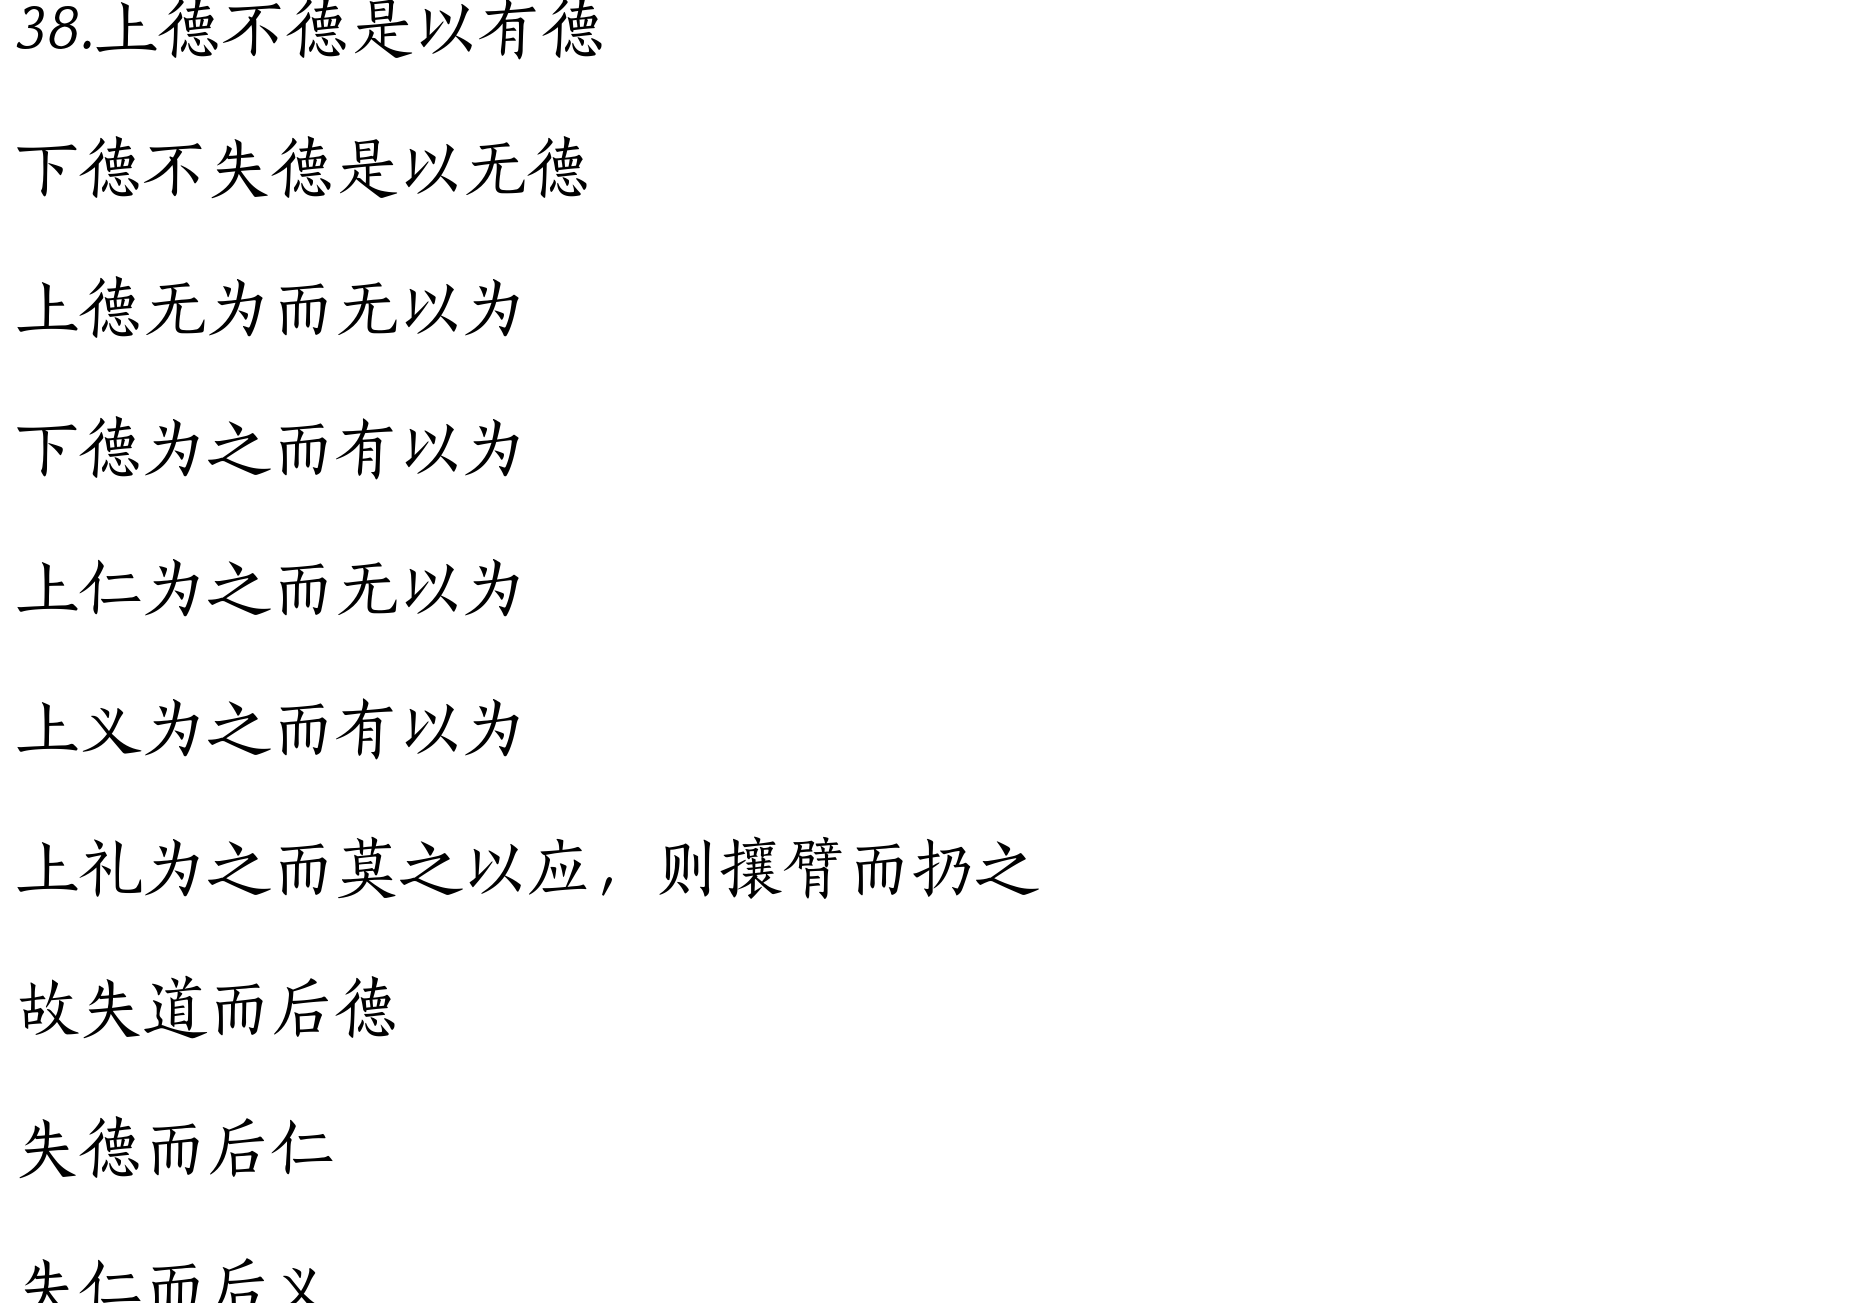 38.上德不德是以有德
下德不失德是以无德
上德无为而无以为
下德为之而有以为
上仁为之而无以为
上义为之而有以为
上礼为之而莫之以应，则攘臂而扔之
故失道而后德
失德而后仁
失仁而后义